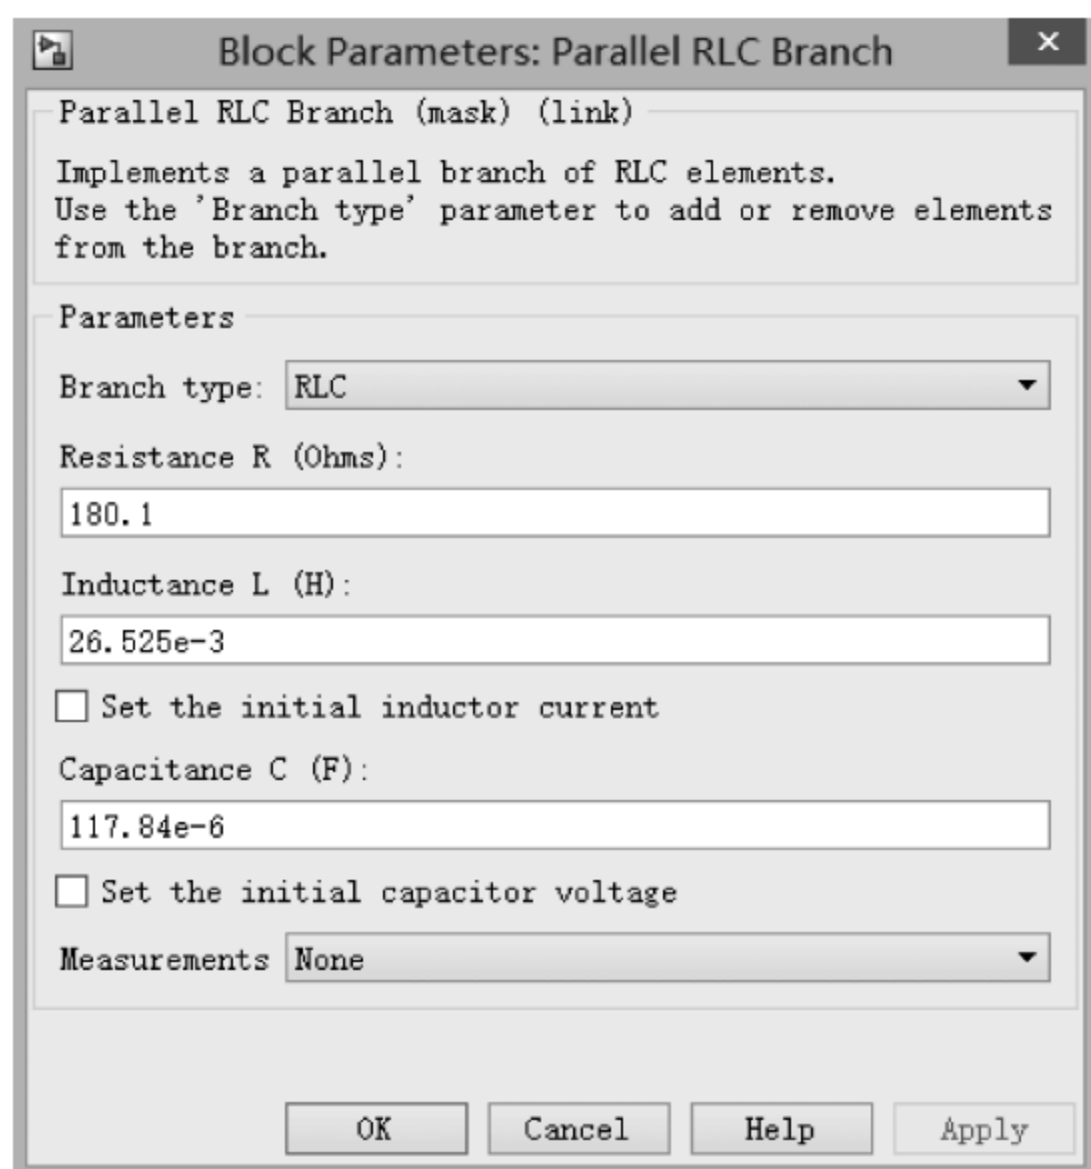 Block Parameters: Parallel RLC Branch
Parallel RLC Branch (mask) (link)
Implements a parallel branch of RLC elements.
Use the 'Branch type' parameter to add or remove elements
from the branch.
Parameters
Branch type: RLC
Resistance R (Ohms):
180.1
Inductance L (H):
26.525e-3
Set the initial inductor current
Capacitance C (F):
117.84e-6
Set the initial capacitor voltage
Measurements None
OK Cancel Help Apply